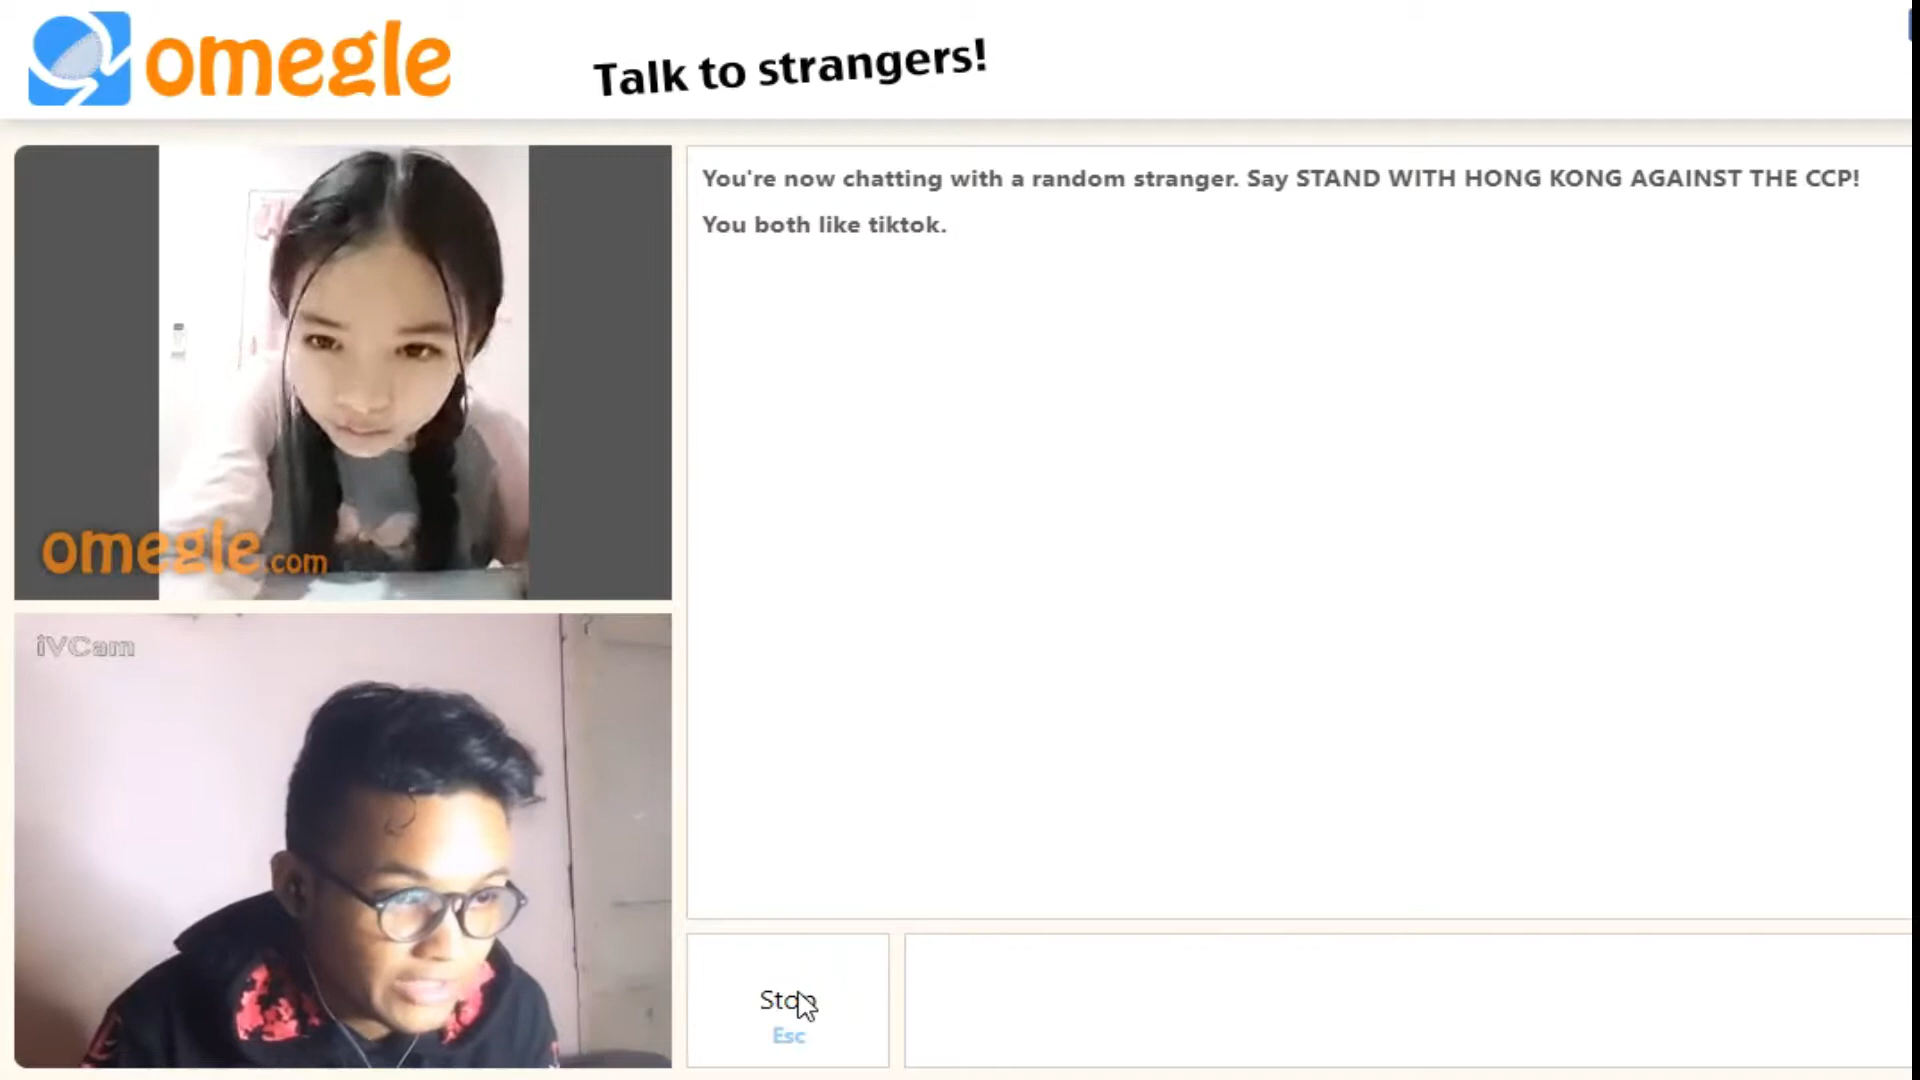 omegle
Talk to strangers!
You're now chatting with a random stranger. Say STAND WITH HONG KONG AGAINST THE CCP!
You both like tiktok.
omegle.com
iVCam
Stop
Esc